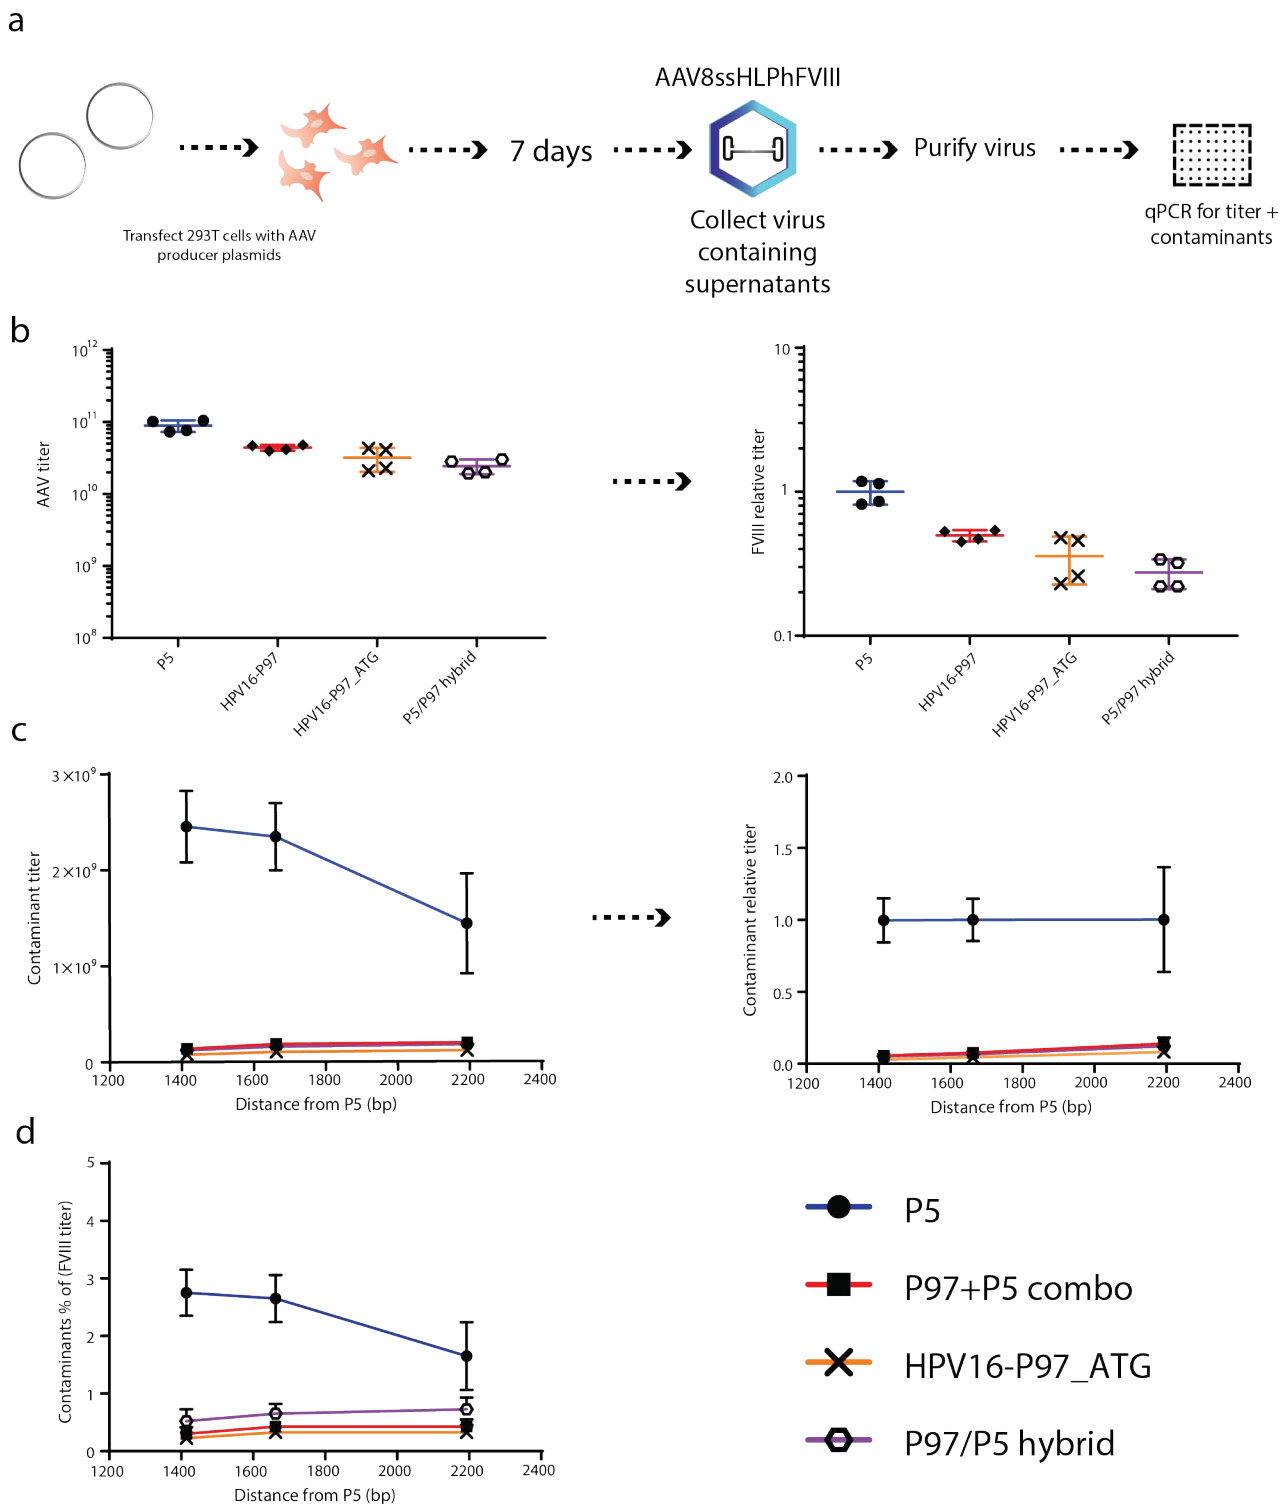 a
AAV8ssHLPhFVIII
7 days
Purify virus
Transfect 293T cells with AAV
producer plasmids
Collect virus
containing
supernatants
qPCR for titer +
contaminants
b
AAV titer
10¹²
10¹¹
10¹⁰
10⁹
10⁸
P5
HPV16-P97
HPV16-P97_ATG
P5/P97 hybrid
FVIII relative titer
10
1
0.1
P5
HPV16-P97
HPV16-P97_ATG
P5/P97 hybrid
c
Contaminant titer
3×10⁹
2×10⁹
1×10⁹
0
1200 1400 1600 1800 2000 2200 2400
Distance from P5 (bp)
Contaminant relative titer
2.0
1.5
1.0
0.5
0.0
1200 1400 1600 1800 2000 2200 2400
Distance from P5 (bp)
d
Contaminants % of (FVIII titer)
5
4
3
2
1
0
1200 1400 1600 1800 2000 2200 2400
Distance from P5 (bp)
P5
P97+P5 combo
HPV16-P97_ATG
P97/P5 hybrid